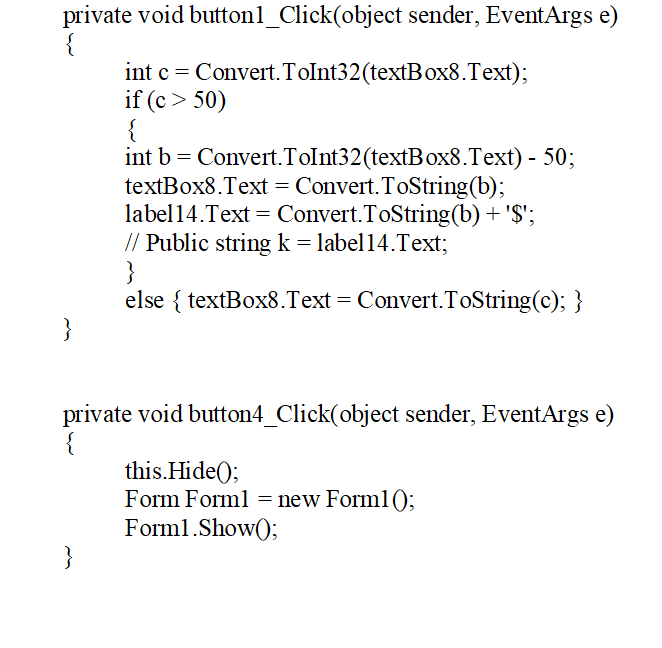 private void button1_Click(object sender, EventArgs e)
{
int c = Convert.ToInt32(textBox8.Text);
if (c > 50)
{
int b = Convert.ToInt32(textBox8.Text) - 50;
textBox8.Text = Convert.ToString(b);
label14.Text = Convert.ToString(b) + '$';
// Public string k = label14.Text;
}
else { textBox8.Text = Convert.ToString(c); }
}
private void button4_Click(object sender, EventArgs e)
{
this.Hide();
Form Form1 = new Form1();
Form1.Show();
}